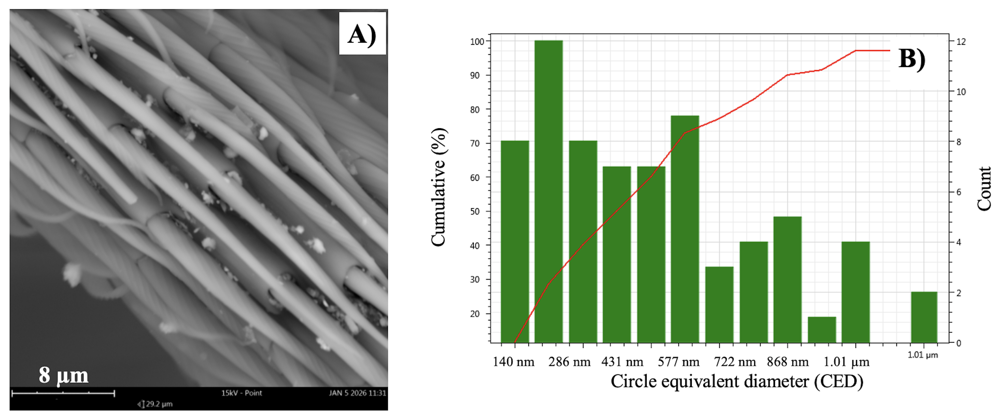 A)
8 μm
15kV - Point
JAN 5 2026 11:31
29.2 μm
B)
Cumulative (%)
100
90
80
70
60
50
40
30
20
12
10
8
6
4
2
0
Count
140 nm 286 nm 431 nm 577 nm 722 nm 868 nm 1.01 μm
1.01 μm
Circle equivalent diameter (CED)